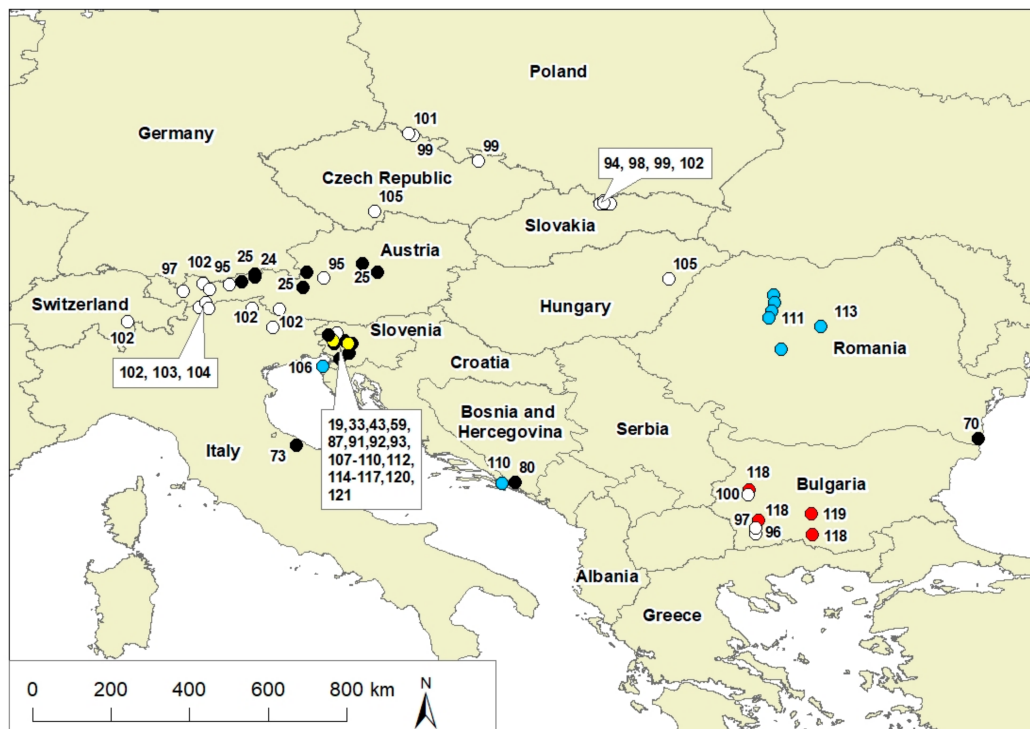 Poland
Germany
101
99
99
Czech Republic
94, 98, 99, 102
105
Slovakia
Austria
97
102
95
25
24
95
25
25
105
Switzerland
102
102
102
Hungary
111
113
Romania
Slovenia
102, 103, 104
106
Croatia
19,33,43,59,
87,91,92,93,
107-110,112,
114-117,120,
121
Bosnia and
Hercegovina
Serbia
70
Italy
73
110
80
118
100
Bulgaria
97
118
119
96
118
Albania
Greece
0 200 400 600 800 km
N